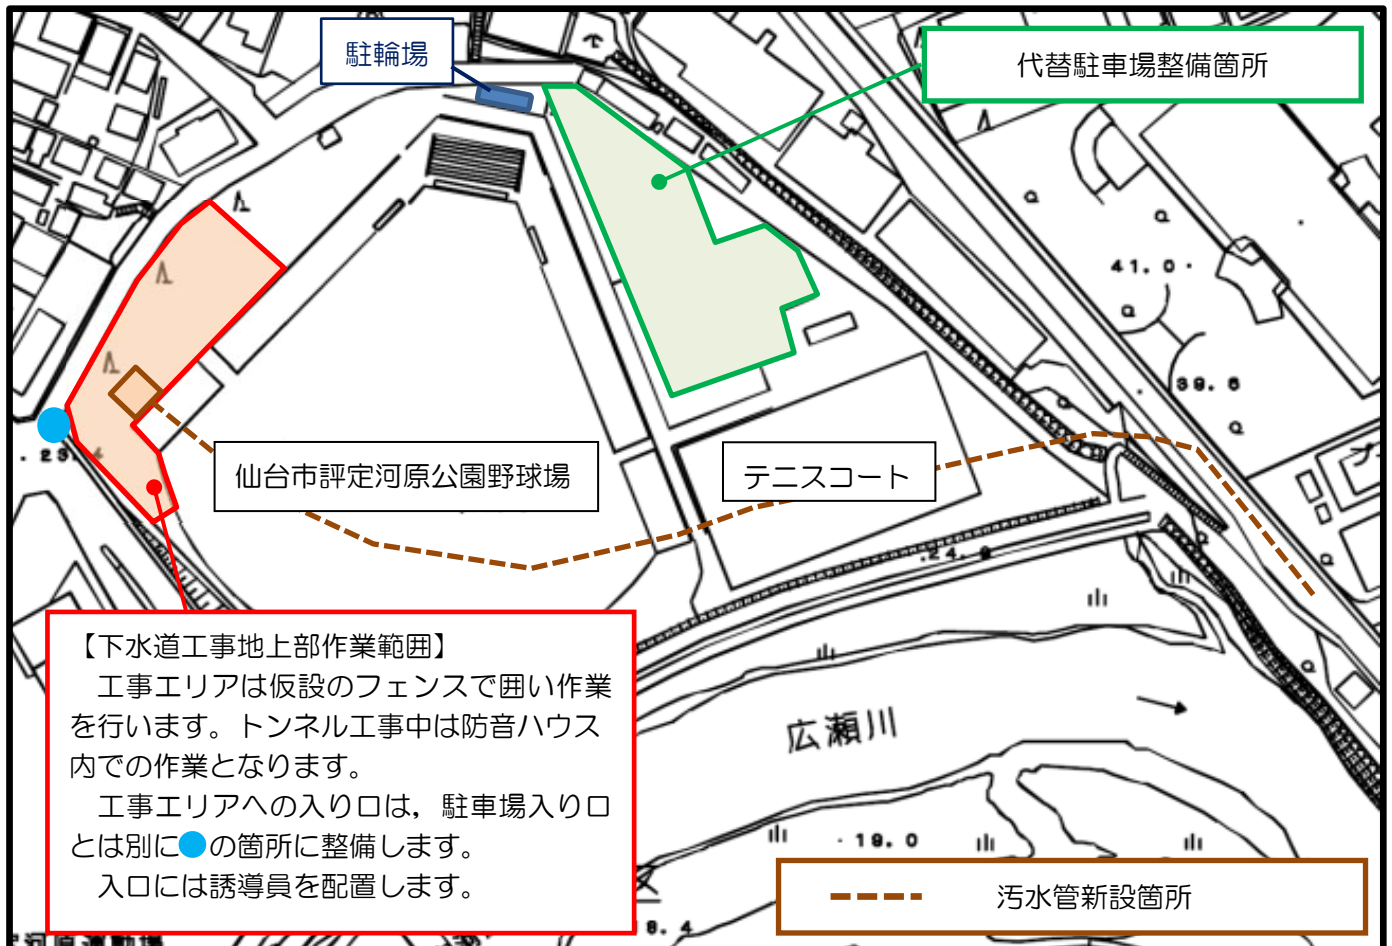 駐輪場
代替駐車場整備箇所
41.0
39.6
仙台市評定河原公園野球場
テニスコート
24.9
【下水道工事地上部作業範囲】
工事エリアは仮設のフェンスで囲い作業
を行います。トンネル工事中は防音ハウス
内での作業となります。
工事エリアへの入り口は，駐車場入り口
とは別に●の箇所に整備します。
入口には誘導員を配置します。
広瀬川
19.0
汚水管新設箇所
8.4
河原運動場